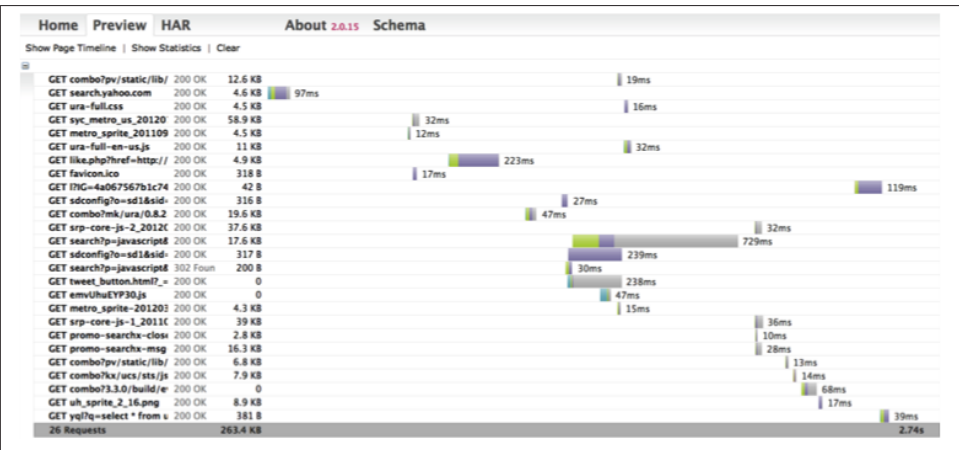 Home Preview HAR About 2.0.15 Schema
Show Page Timeline | Show Statistics | Clear
GET combo?pv/static/lib/ 200 OK 12.6 KB 19ms
GET search.yahoo.com 200 OK 4.6 KB 97ms
GET ura-full.css 200 OK 4.5 KB 16ms
GET syc_metro_us_20120 200 OK 58.9 KB 32ms
GET metro_sprite_201109 200 OK 4.5 KB 12ms
GET ura-full-en-us.js 200 OK 11 KB 32ms
GET like.php?href=http:// 200 OK 4.9 KB 223ms
GET favicon.ico 200 OK 318 B 17ms
GET l?IG=4a067567b1c74 200 OK 42 B 119ms
GET sdconfig?o=sd1&sid= 200 OK 316 B 27ms
GET combo?mk/ura/0.8.2 200 OK 19.6 KB 47ms
GET srp-core-js-2_2012 200 OK 37.6 KB 32ms
GET search?p=javascript& 200 OK 17.6 KB 729ms
GET sdconfig?o=sd1&sid= 200 OK 317 B 239ms
GET search?p=javascript& 302 Foun 200 B 30ms
GET tweet_button.html?_= 200 OK 0 238ms
GET emvUhuEYP30.js 200 OK 0 47ms
GET metro_sprite-201203 200 OK 4.3 KB 15ms
GET srp-core-js-1_2011 200 OK 39 KB 36ms
GET promo-searchx-close 200 OK 2.8 KB 10ms
GET promo-searchx-msg 200 OK 16.3 KB 28ms
GET combo?pv/static/lib/ 200 OK 6.8 KB 13ms
GET combo?kx/ucs/sts/js 200 OK 7.9 KB 14ms
GET combo?3.3.0/build/e 200 OK 0 68ms
GET uh_sprite_2_16.png 200 OK 8.9 KB 17ms
GET yql?q=select * from u 200 OK 381 B 39ms
26 Requests 263.4 KB 2.74s